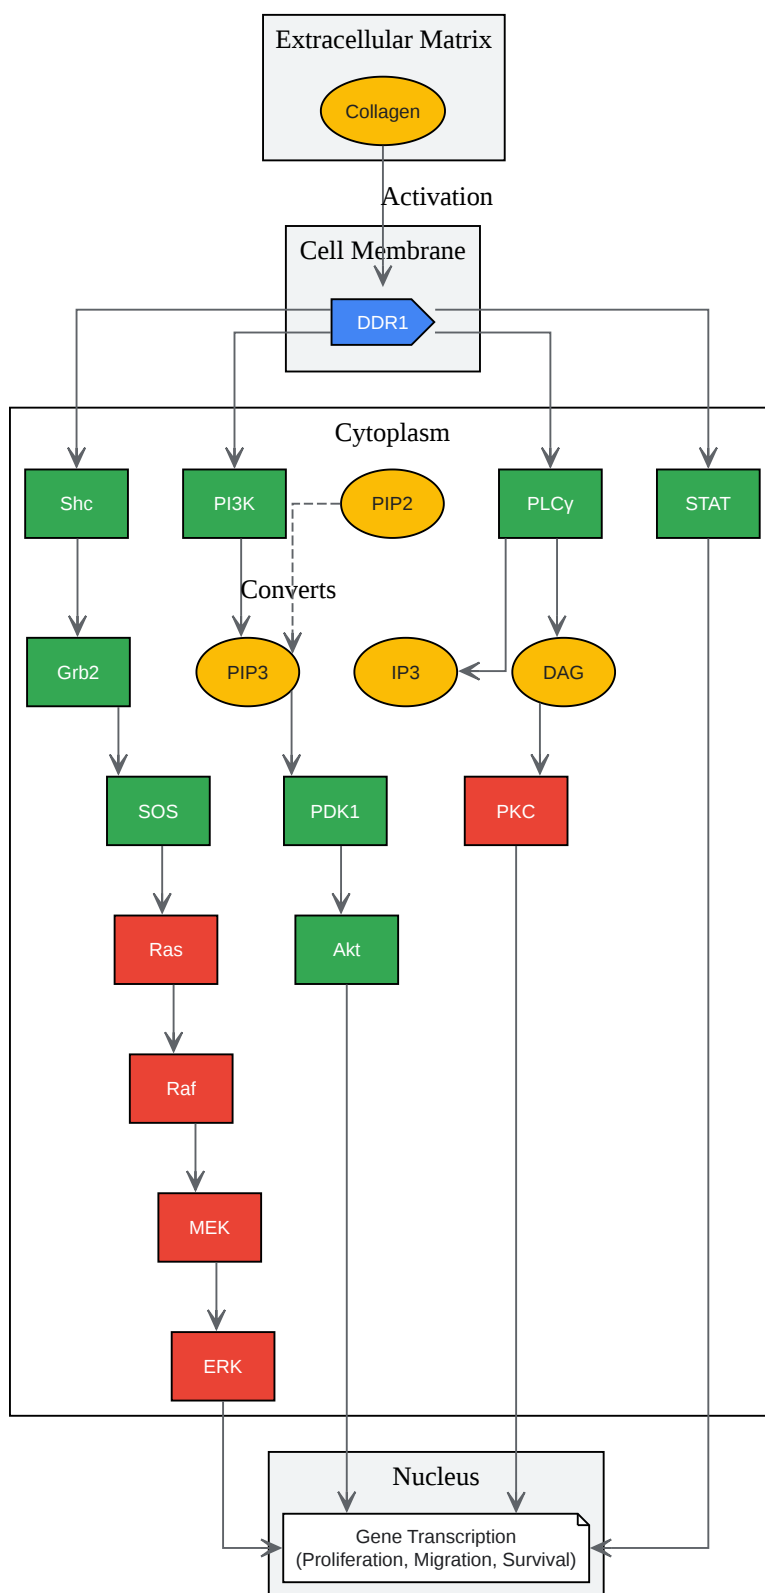 Extracellular Matrix
Collagen
Activation
Cell Membrane
DDR1
Cytoplasm
Shc
PI3K
PIP2
PLCγ
STAT
Converts
Grb2
PIP3
IP3
DAG
SOS
PDK1
PKC
Ras
Akt
Raf
MEK
ERK
Nucleus
Gene Transcription
(Proliferation, Migration, Survival)